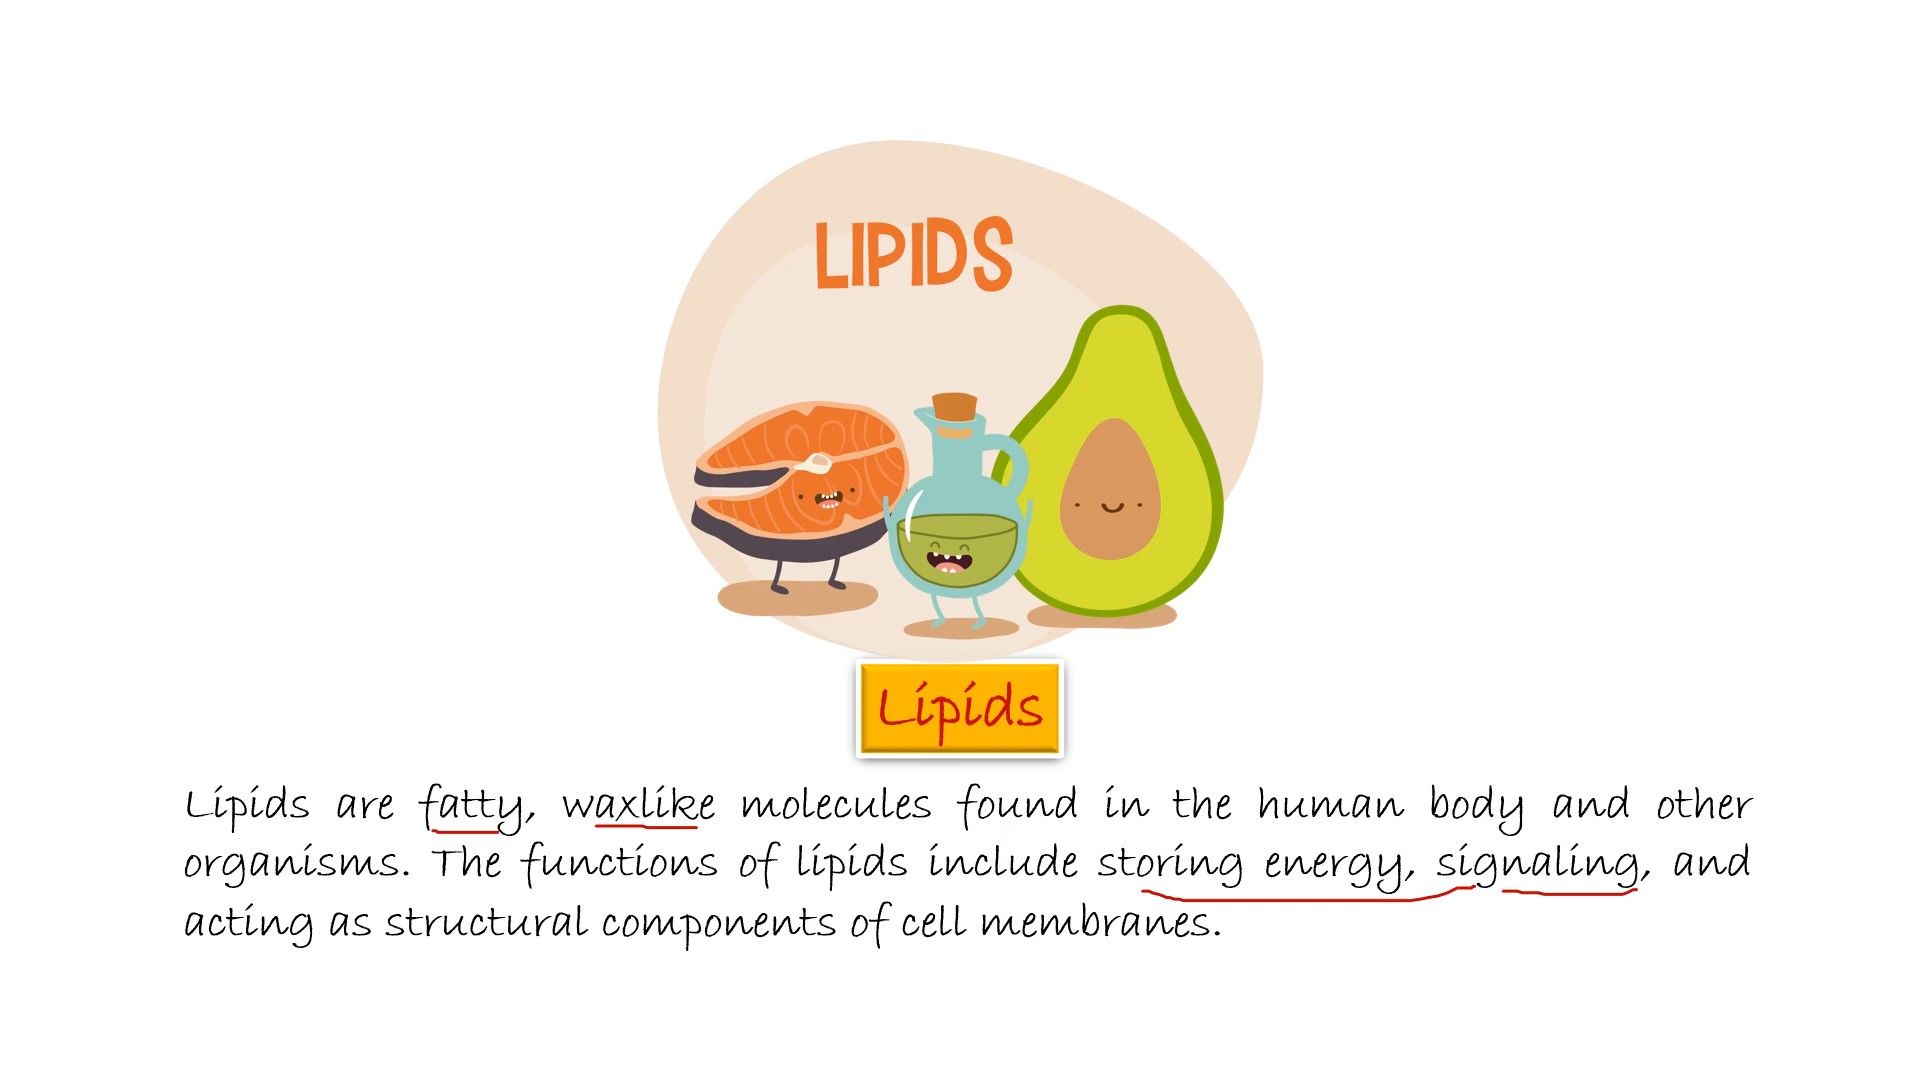 LIPIDS
Lipids
Lipids are fatty, waxlike molecules found in the human body and other
organisms. The functions of lipids include storing energy, signaling, and
acting as structural components of cell membranes.